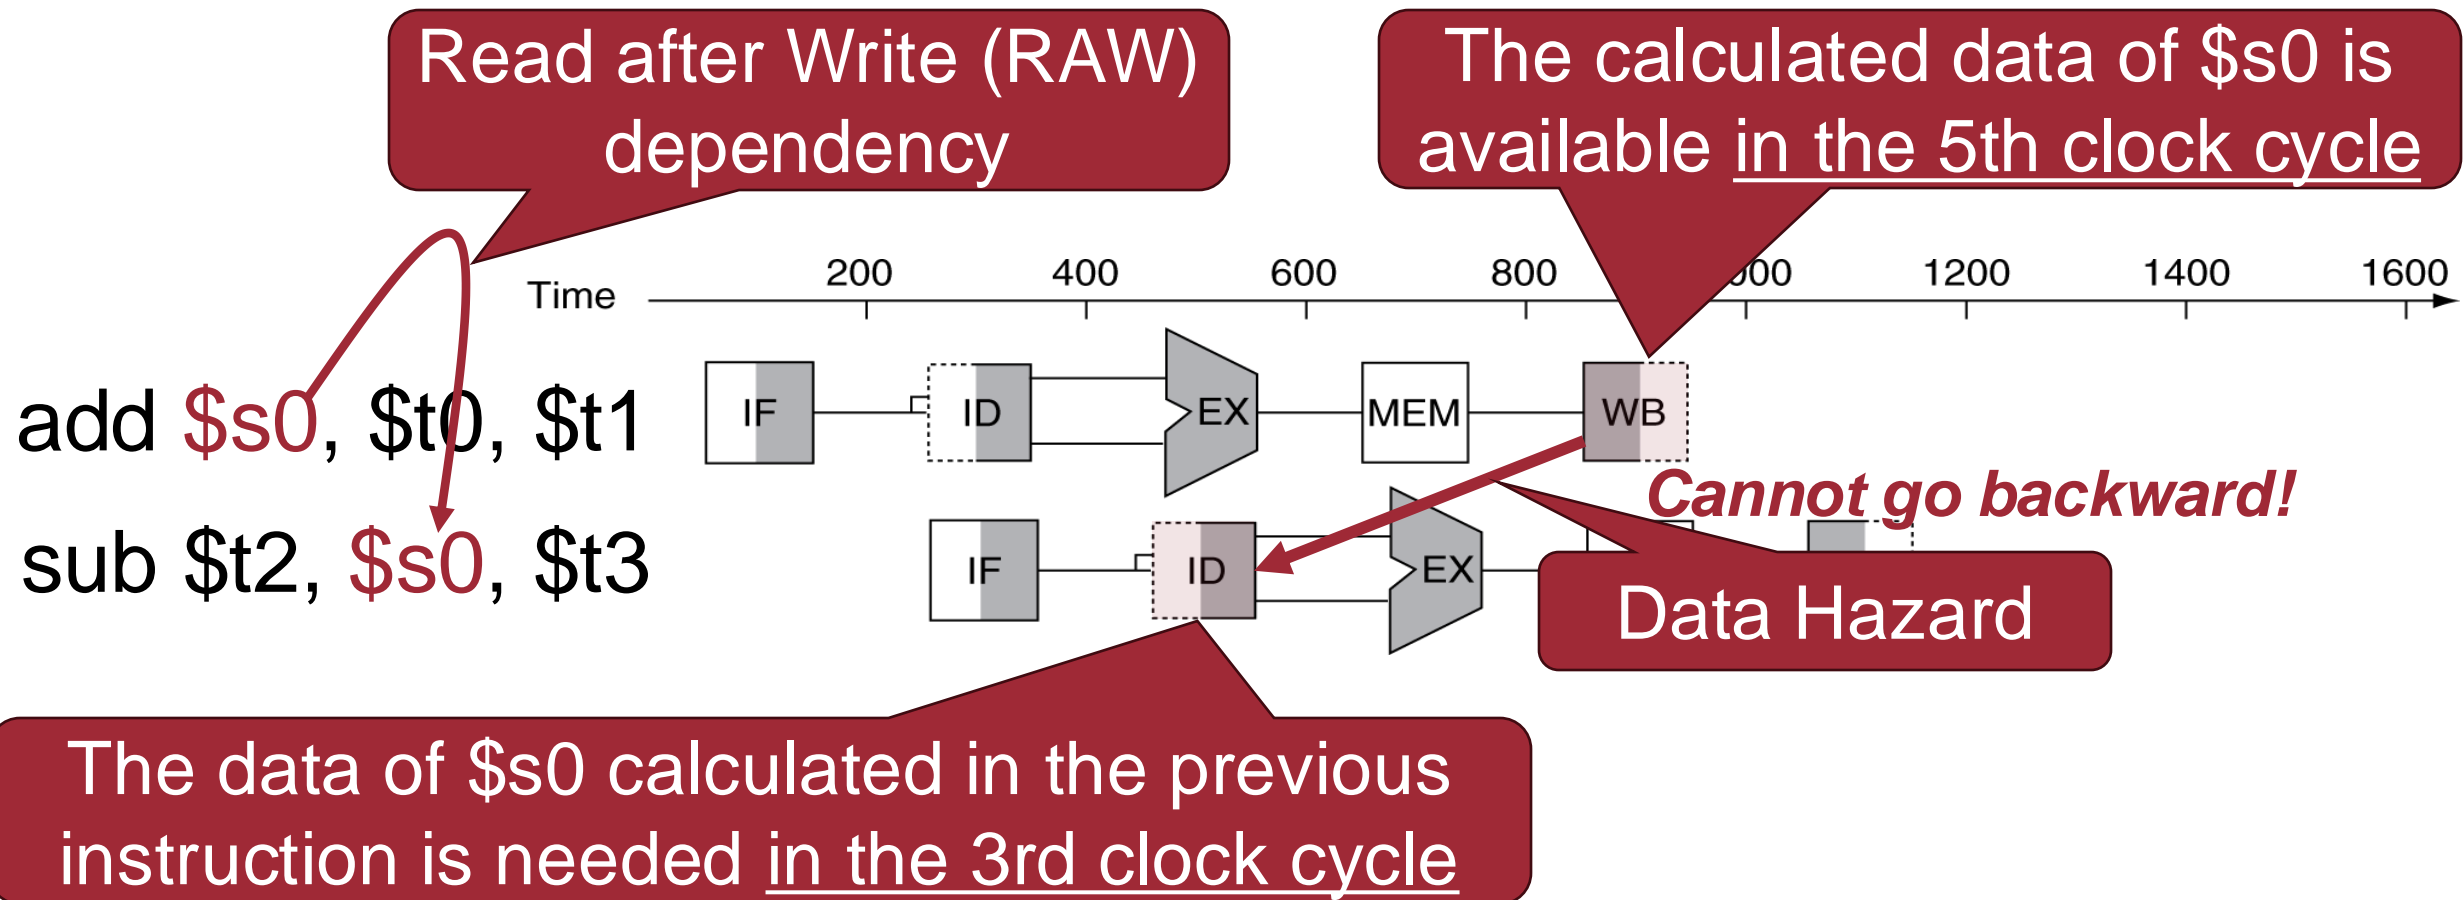 Read after Write (RAW)
dependency
The calculated data of $s0 is
available in the 5th clock cycle
Time
200 400 600 800 1200 1400 1600
add $s0, $t0, $t1
IF ID EX MEM WB
Cannot go backward!
sub $t2, $s0, $t3
IF ID EX
Data Hazard
The data of $s0 calculated in the previous
instruction is needed in the 3rd clock cycle